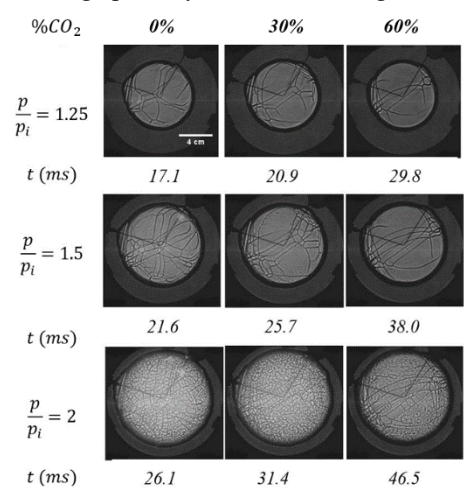 %CO₂ 0% 30% 60%
p/pᵢ = 1.25
4 cm
t (ms) 17.1 20.9 29.8
p/pᵢ = 1.5
t (ms) 21.6 25.7 38.0
p/pᵢ = 2
t (ms) 26.1 31.4 46.5